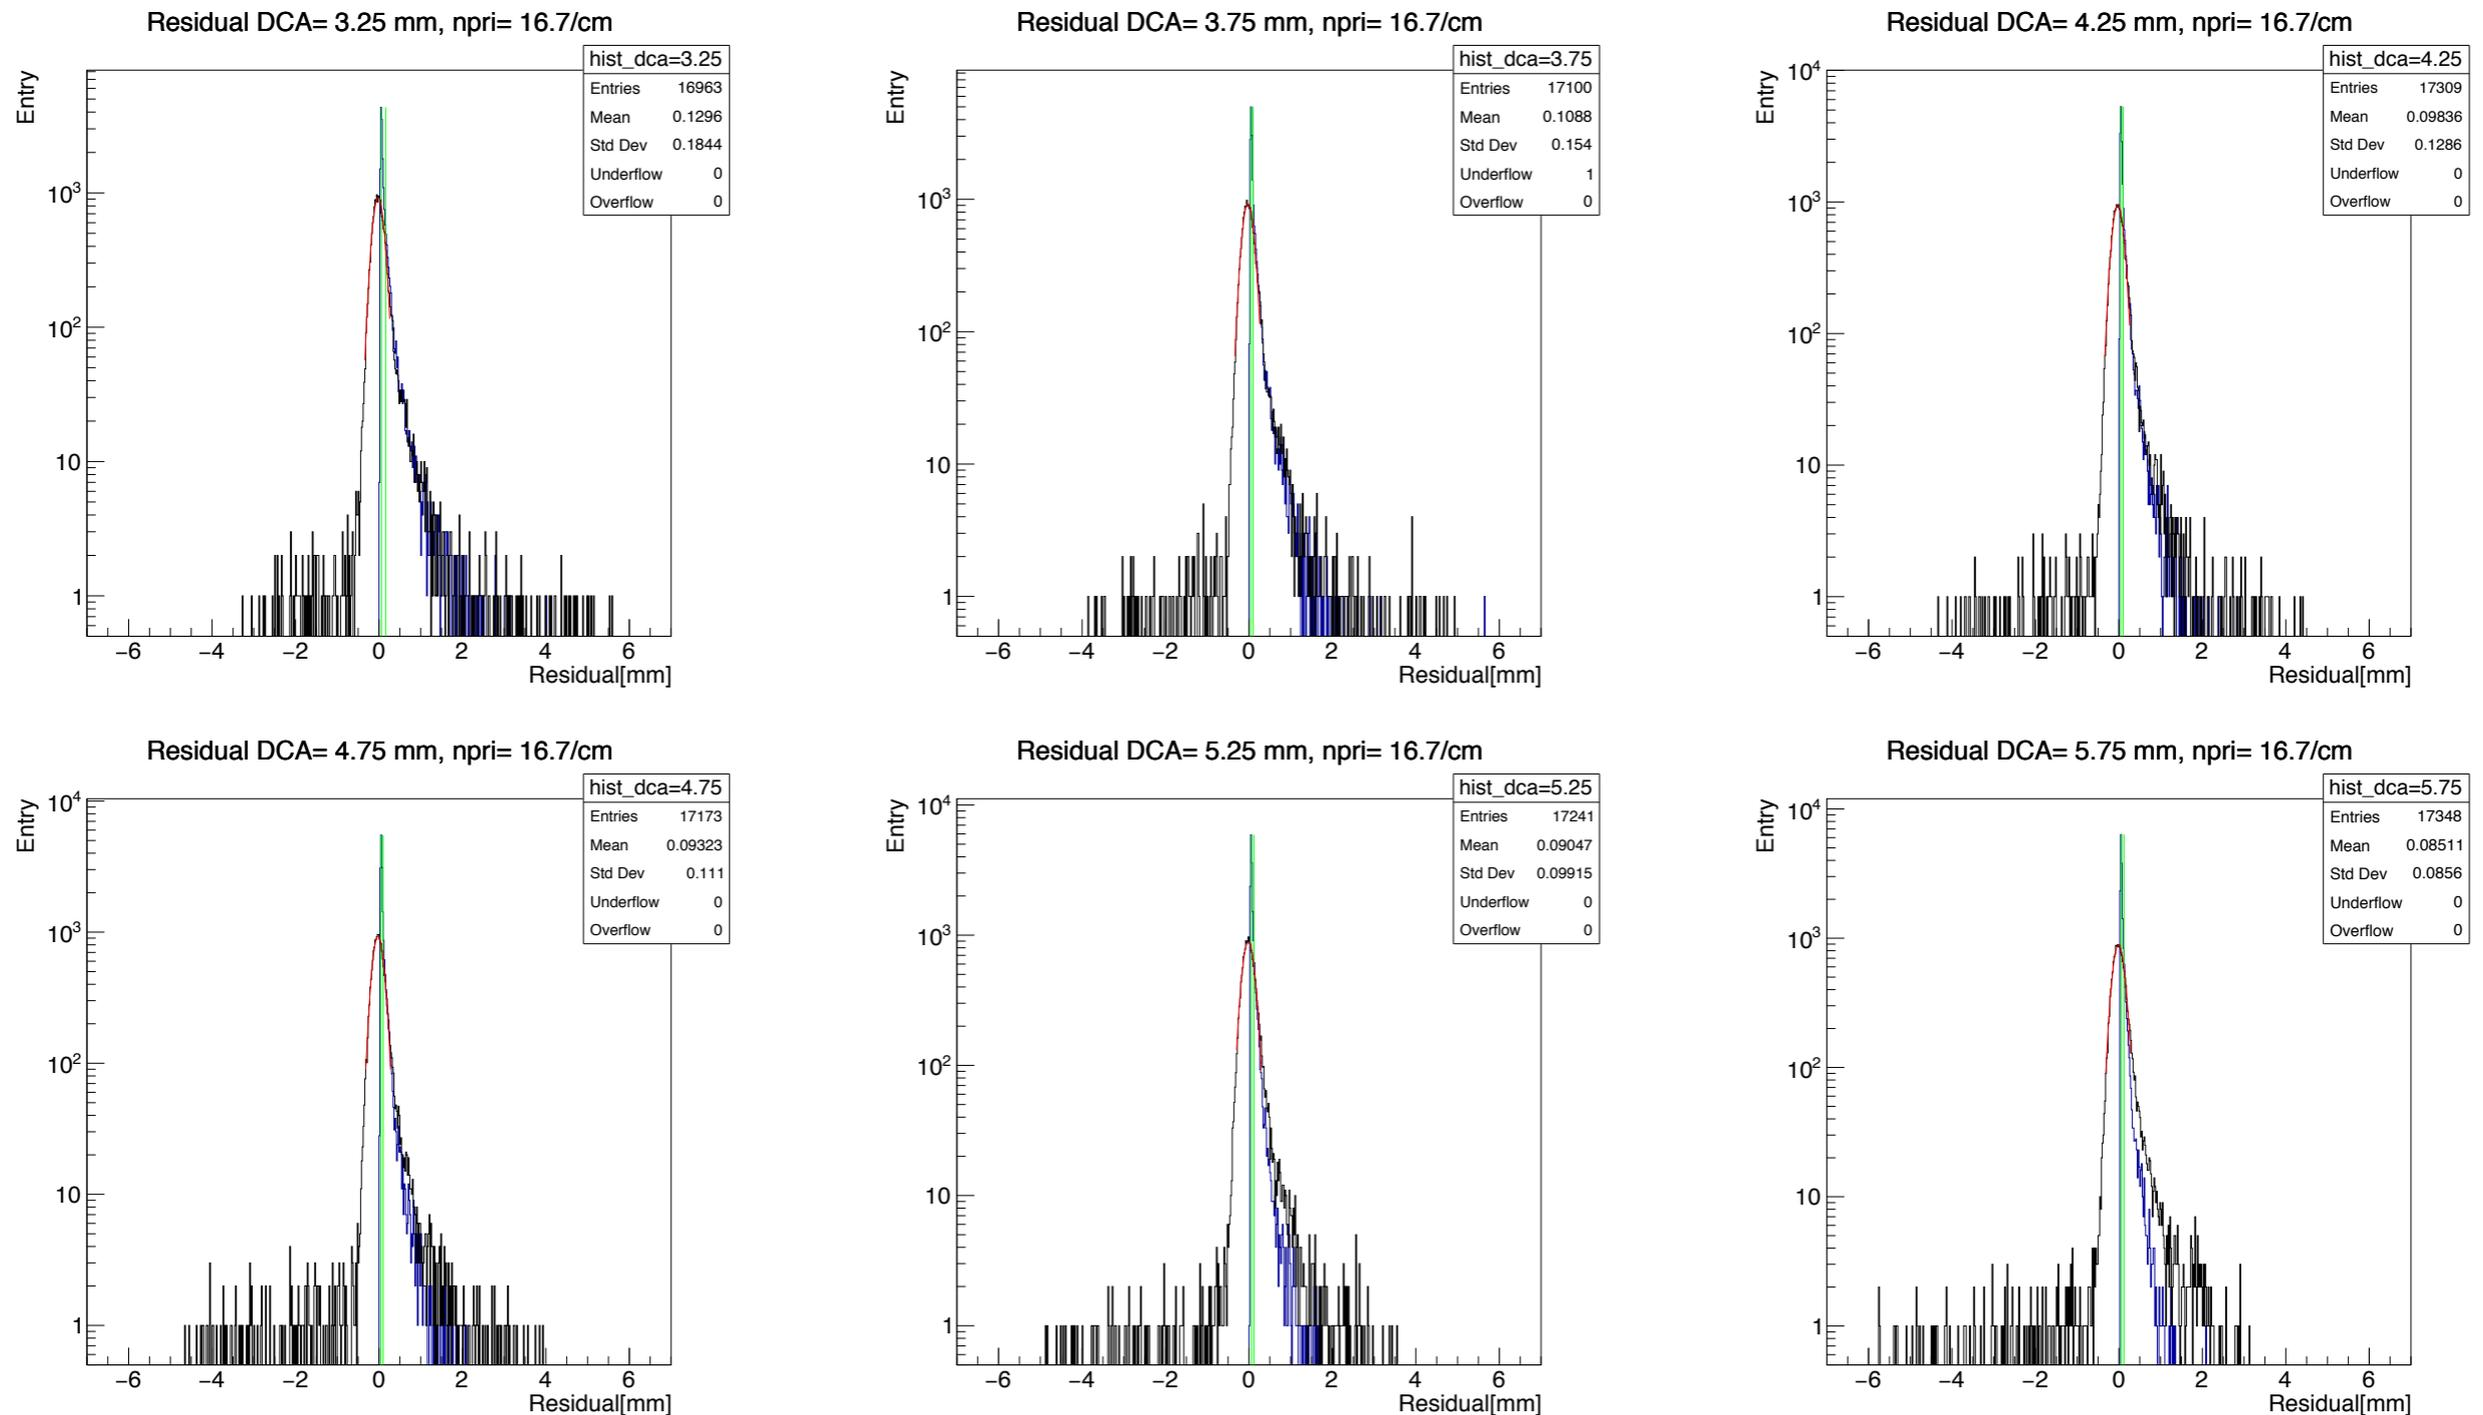 Residual DCA= 3.25 mm, npri= 16.7/cm
hist_dca=3.25
Entries 16963
Mean 0.1296
Std Dev 0.1844
Underflow 0
Overflow 0
Entry
10³
10²
10
1
−6 −4 −2 0 2 4 6
Residual[mm]
Residual DCA= 3.75 mm, npri= 16.7/cm
hist_dca=3.75
Entries 17100
Mean 0.1088
Std Dev 0.154
Underflow 1
Overflow 0
Entry
10³
10²
10
1
−6 −4 −2 0 2 4 6
Residual[mm]
Residual DCA= 4.25 mm, npri= 16.7/cm
hist_dca=4.25
Entries 17309
Mean 0.09836
Std Dev 0.1286
Underflow 0
Overflow 0
Entry
10⁴
10³
10²
10
1
−6 −4 −2 0 2 4 6
Residual[mm]
Residual DCA= 4.75 mm, npri= 16.7/cm
hist_dca=4.75
Entries 17173
Mean 0.09323
Std Dev 0.111
Underflow 0
Overflow 0
Entry
10⁴
10³
10²
10
1
−6 −4 −2 0 2 4 6
Residual[mm]
Residual DCA= 5.25 mm, npri= 16.7/cm
hist_dca=5.25
Entries 17241
Mean 0.09047
Std Dev 0.09915
Underflow 0
Overflow 0
Entry
10⁴
10³
10²
10
1
−6 −4 −2 0 2 4 6
Residual[mm]
Residual DCA= 5.75 mm, npri= 16.7/cm
hist_dca=5.75
Entries 17348
Mean 0.08511
Std Dev 0.0856
Underflow 0
Overflow 0
Entry
10⁴
10³
10²
10
1
−6 −4 −2 0 2 4 6
Residual[mm]